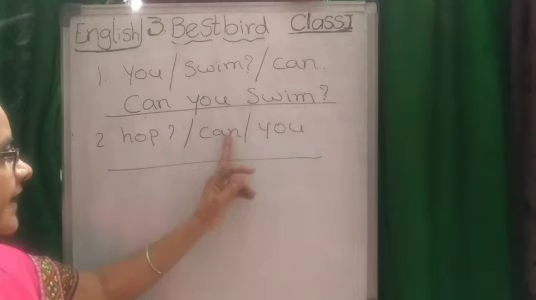 English 3. Best bird Class I
1. You / Swim? / can
Can you Swim?
2 hop? / can / you